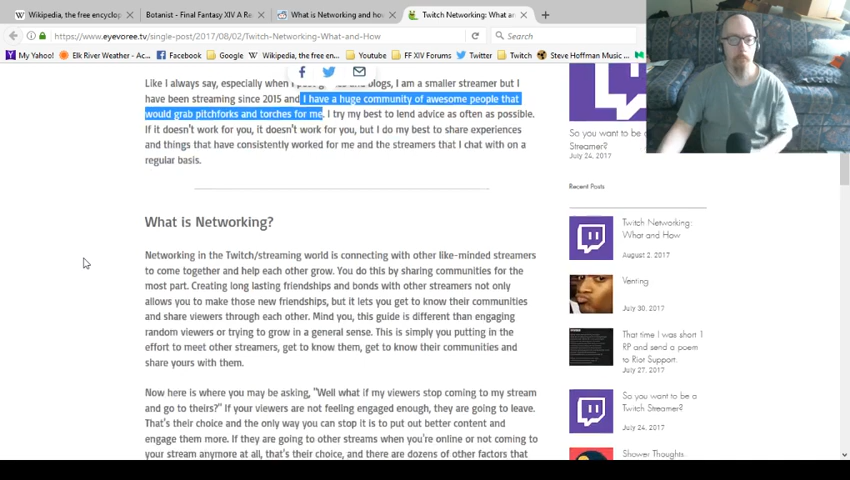 Wikipedia, the free encyclop
Botanist - Final Fantasy XIV A Re
What is Networking and ho
Twitch Networking: What an
https://www.eyevoree.tv/single-post/2017/08/02/Twitch-Networking-What-and-How
Search
My Yahoo!
Elk River Weather - Ac...
Facebook
Google
Wikipedia, the free en...
Youtube
FF XIV Forums
Twitter
Twitch
Steve Hoffman Music ...
Like I always say, especially when I
blogs, I am a smaller streamer but I
have been streaming since 2015 and I have a huge community of awesome people that
would grab pitchforks and torches for me. I try my best to lend advice as often as possible.
If it doesn't work for you, it doesn't work for you, but I do my best to share experiences
and things that have consistently worked for me and the streamers that I chat with on a
regular basis.
What is Networking?
Networking in the Twitch/streaming world is connecting with other like-minded streamers
to come together and help each other grow. You do this by sharing communities for the
most part. Creating long lasting friendships and bonds with other streamers not only
allows you to make those new friendships, but it lets you get to know their communities
and share viewers through each other. Mind you, this guide is different than engaging
random viewers or trying to grow in a general sense. This is simply you putting in the
effort to meet other streamers, get to know them, get to know their communities and
share yours with them.
Now here is where you may be asking, "Well what if my viewers stop coming to my stream
and go to theirs?" If your viewers are not feeling engaged enough, they are going to leave.
That's their choice and the only way you can stop it is to put out better content and
engage them more. If they are going to other streams when you're online or not coming to
your stream anymore at all, that's their choice, and there are dozens of other factors that
So you want to be a
Streamer?
July 24, 2017
Recent Posts
Twitch Networking:
What and How
August 2, 2017
Venting
July 30, 2017
That time I was short 1
RP and send a poem
to Riot Support.
July 27, 2017
So you want to be a
Twitch Streamer?
July 24, 2017
Shower Thoughts